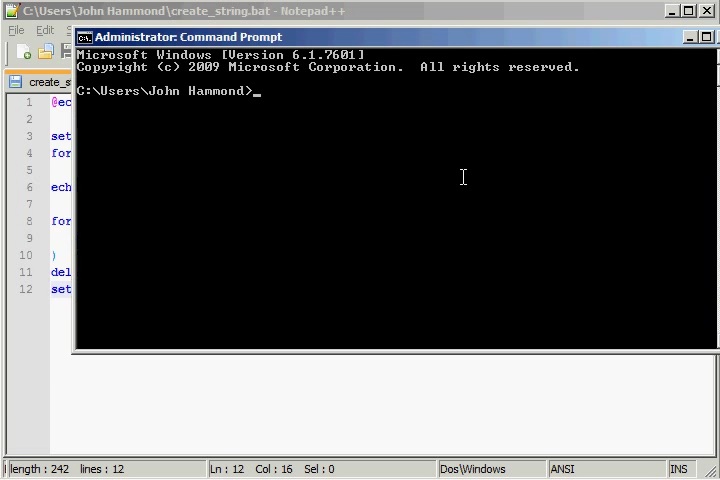 C:\Users\John Hammond\create_string.bat - Notepad++
File Edit
Administrator: Command Prompt
Microsoft Windows [Version 6.1.7601]
Copyright (c) 2009 Microsoft Corporation. All rights reserved.
C:\Users\John Hammond>_
create_s
1 @ec
2
3 set
4 for
5
6 ech
7
8 for
9
10 )
11 del
12 set
length : 242 lines : 12 Ln : 12 Col : 16 Sel : 0 Dos\Windows ANSI INS